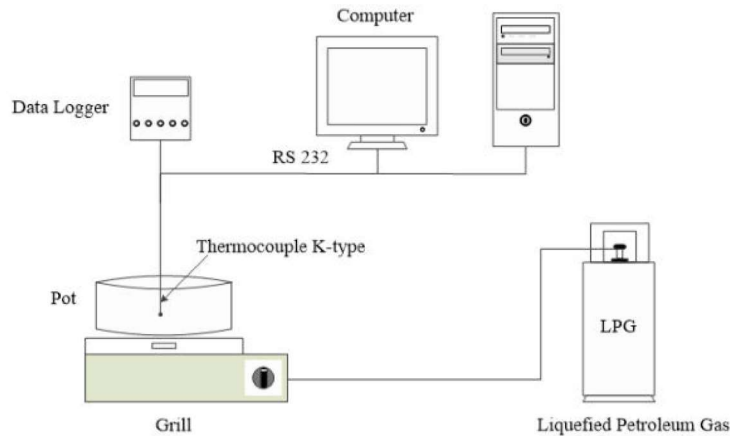 Computer
Data Logger
RS 232
Thermocouple K-type
Pot
LPG
Grill
Liquefied Petroleum Gas